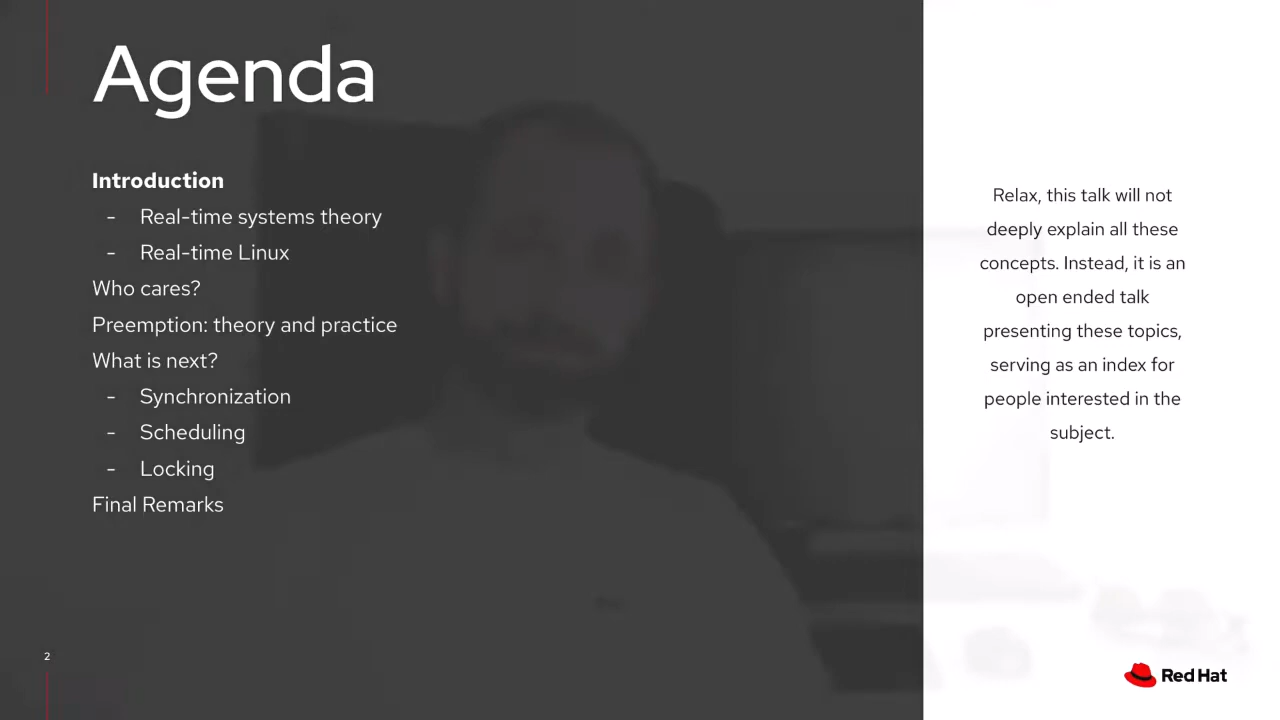 Agenda
Introduction
- Real-time systems theory
- Real-time Linux
Who cares?
Preemption: theory and practice
What is next?
- Synchronization
- Scheduling
- Locking
Final Remarks
Relax, this talk will not
deeply explain all these
concepts. Instead, it is an
open ended talk
presenting these topics,
serving as an index for
people interested in the
subject.
2
Red Hat